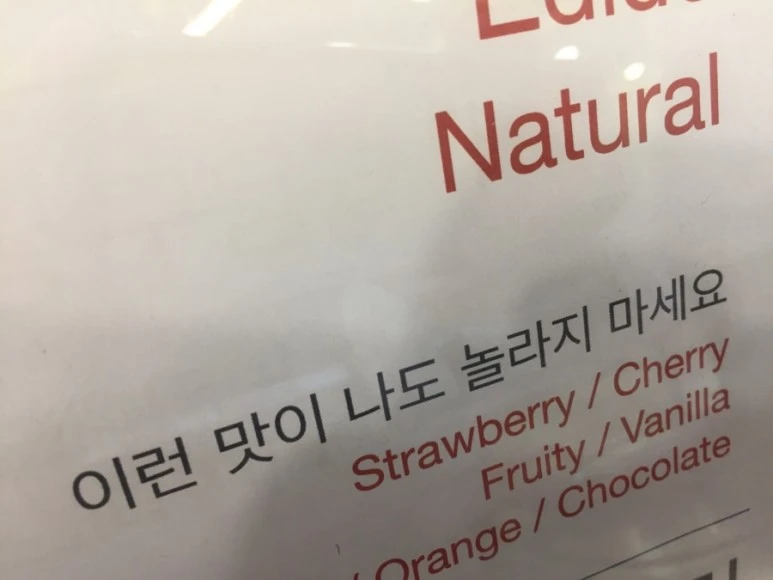 Natural
이런 맛이 나도 놀라지 마세요
Strawberry / Cherry
Fruity / Vanilla
/ Orange / Chocolate